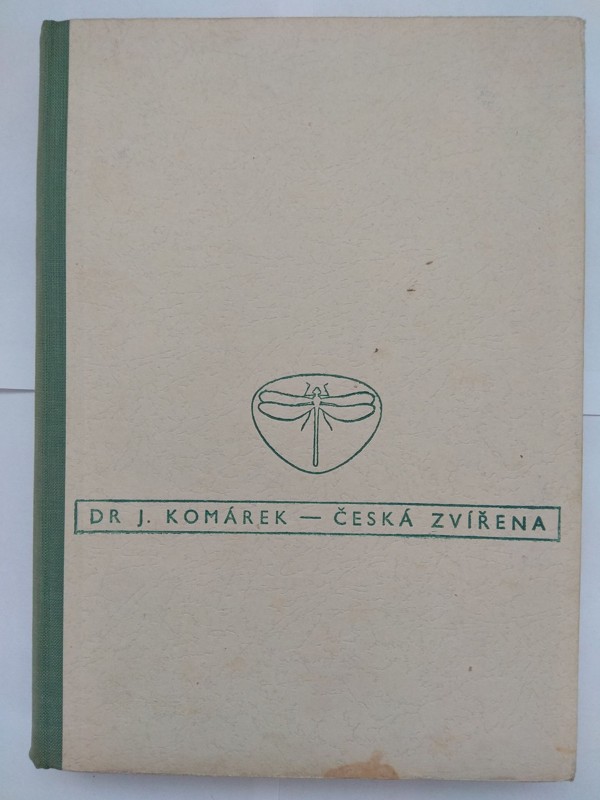 DR J. KOMÁREK — ČESKÁ ZVÍŘENA